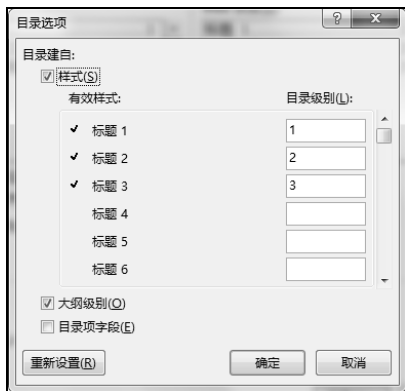 目录选项
目录建自:
样式(S)
有效样式: 目录级别(L):
标题 1 1
标题 2 2
标题 3 3
标题 4
标题 5
标题 6
大纲级别(O)
目录项字段(E)
重新设置(R) 确定 取消